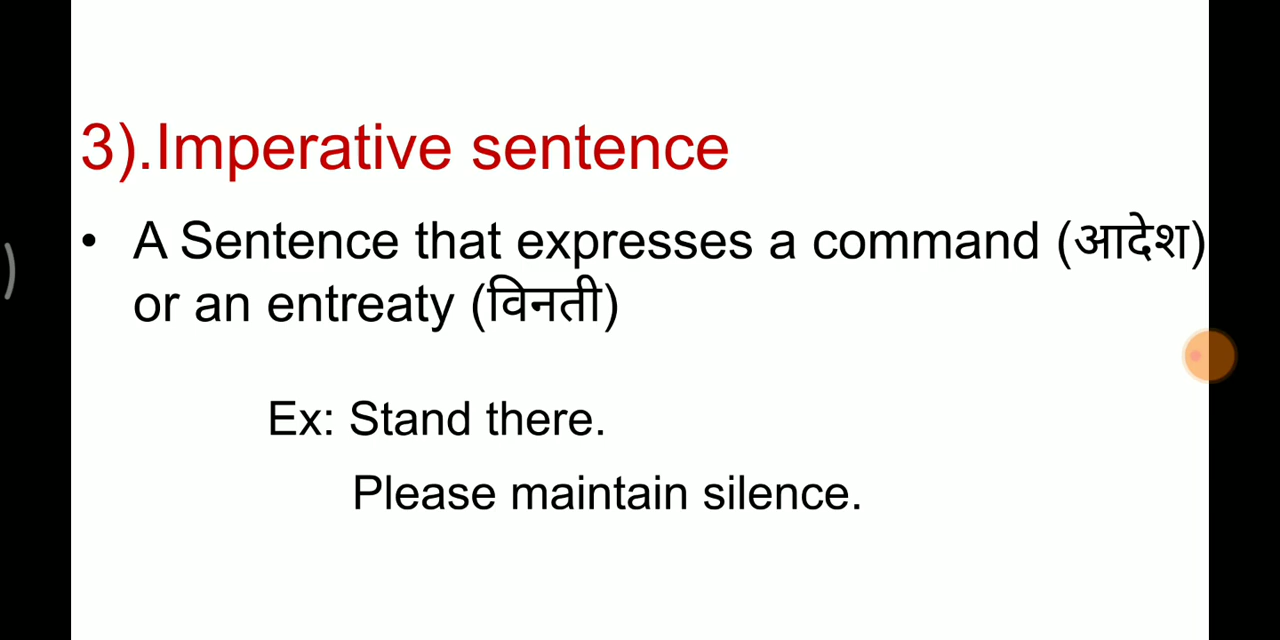 3).Imperative sentence
• A Sentence that expresses a command (आदेश)
or an entreaty (विनती)
Ex: Stand there.
Please maintain silence.